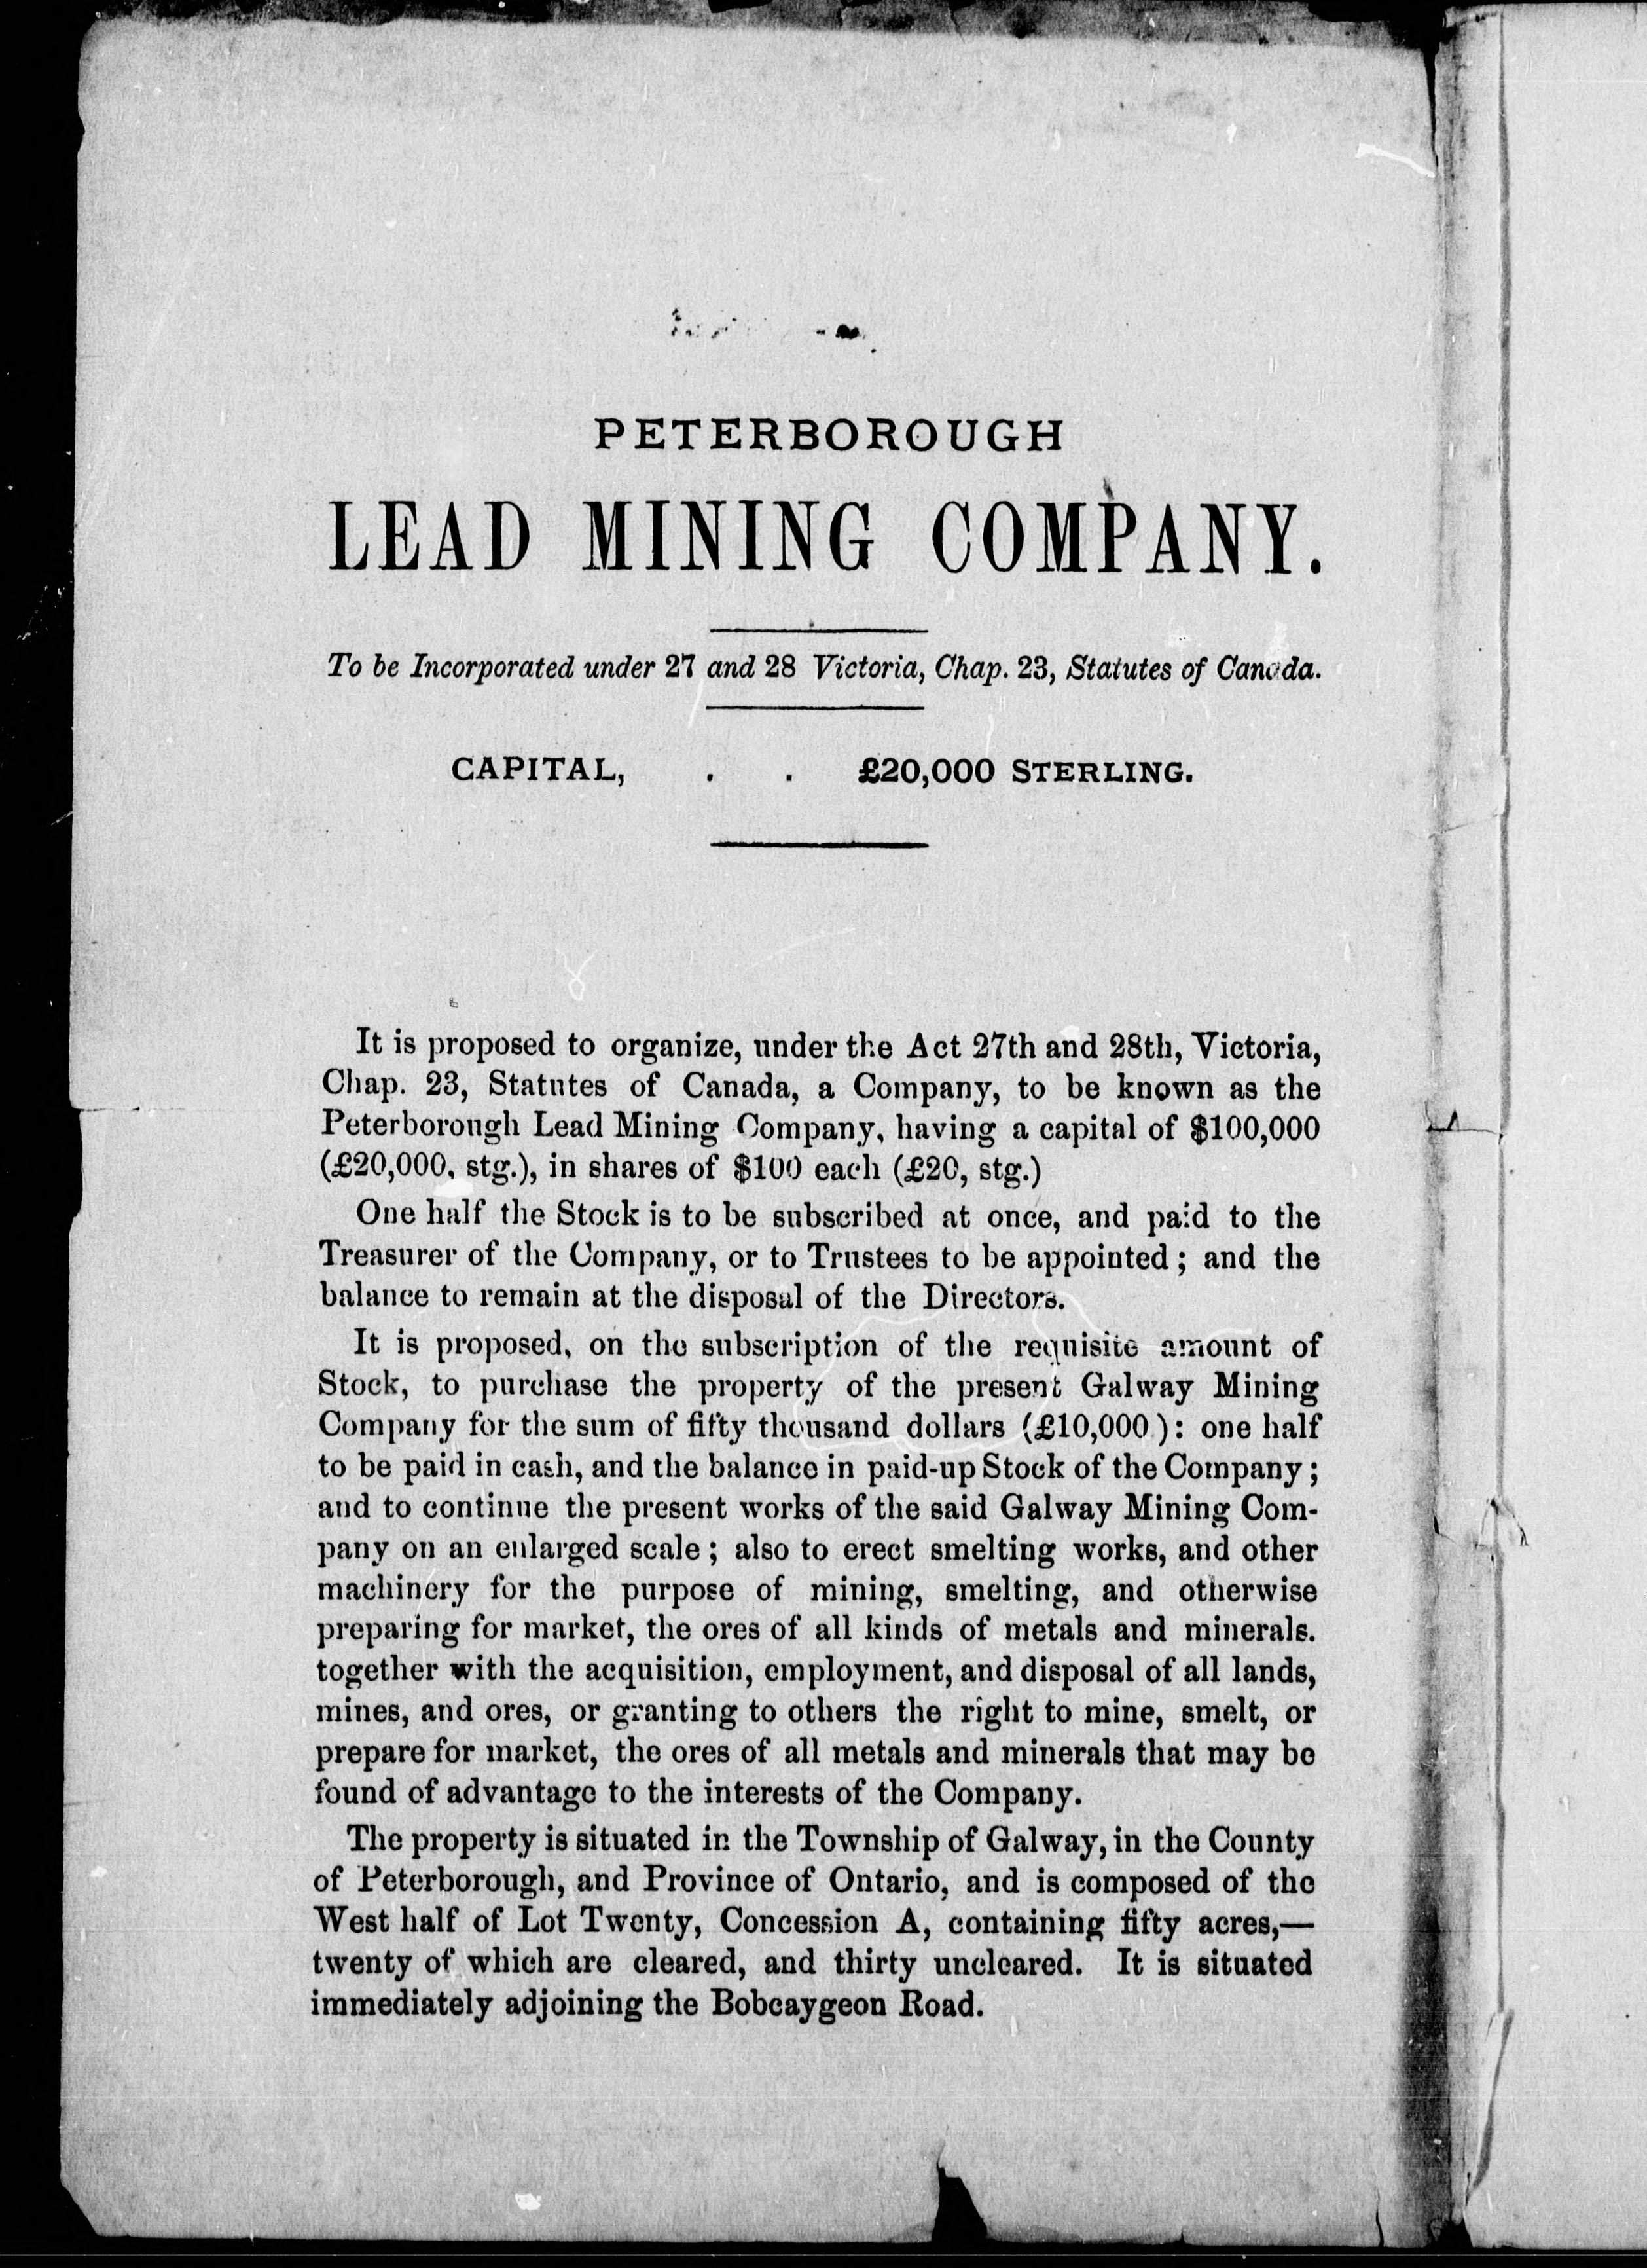 PETERBOROUGH
LEAD MINING COMPANY.
To be Incorporated under 27 and 28 Victoria, Chap. 23, Statutes of Canada.
CAPITAL, . . £20,000 STERLING.
It is proposed to organize, under the Act 27th and 28th, Victoria,
Chap. 23, Statutes of Canada, a Company, to be known as the
Peterborough Lead Mining Company, having a capital of $100,000
(£20,000, stg.), in shares of $100 each (£20, stg.)
One half the Stock is to be subscribed at once, and paid to the
Treasurer of the Company, or to Trustees to be appointed; and the
balance to remain at the disposal of the Directors.
It is proposed, on the subscription of the requisite amount of
Stock, to purchase the property of the present Galway Mining
Company for the sum of fifty thousand dollars (£10,000): one half
to be paid in cash, and the balance in paid-up Stock of the Company;
and to continue the present works of the said Galway Mining Com-
pany on an enlarged scale; also to erect smelting works, and other
machinery for the purpose of mining, smelting, and otherwise
preparing for market, the ores of all kinds of metals and minerals.
together with the acquisition, employment, and disposal of all lands,
mines, and ores, or granting to others the right to mine, smelt, or
prepare for market, the ores of all metals and minerals that may be
found of advantage to the interests of the Company.
The property is situated in the Township of Galway, in the County
of Peterborough, and Province of Ontario, and is composed of the
West half of Lot Twenty, Concession A, containing fifty acres,—
twenty of which are cleared, and thirty uncleared. It is situated
immediately adjoining the Bobcaygeon Road.